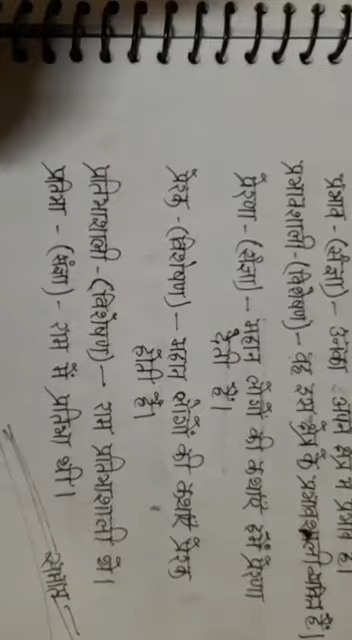 प्रभाव - (संज्ञा) - उनका अपने क्षेत्र में प्रभाव है।
प्रभावशाली - (विशेषण) - वह इस क्षेत्र के प्रभावशाली व्यक्ति हैं।
प्रेरणा - (संज्ञा) - महान लोगों की कथाएं हमें प्रेरणा
देती हैं।
प्रेरक - (विशेषण) - महान लोगों की कथाएं प्रेरक
होती हैं।
प्रतिभाशाली - (विशेषण) - राम प्रतिभाशाली थे।
प्रतिभा - (संज्ञा) - राम में प्रतिभा थी।
समाप्त